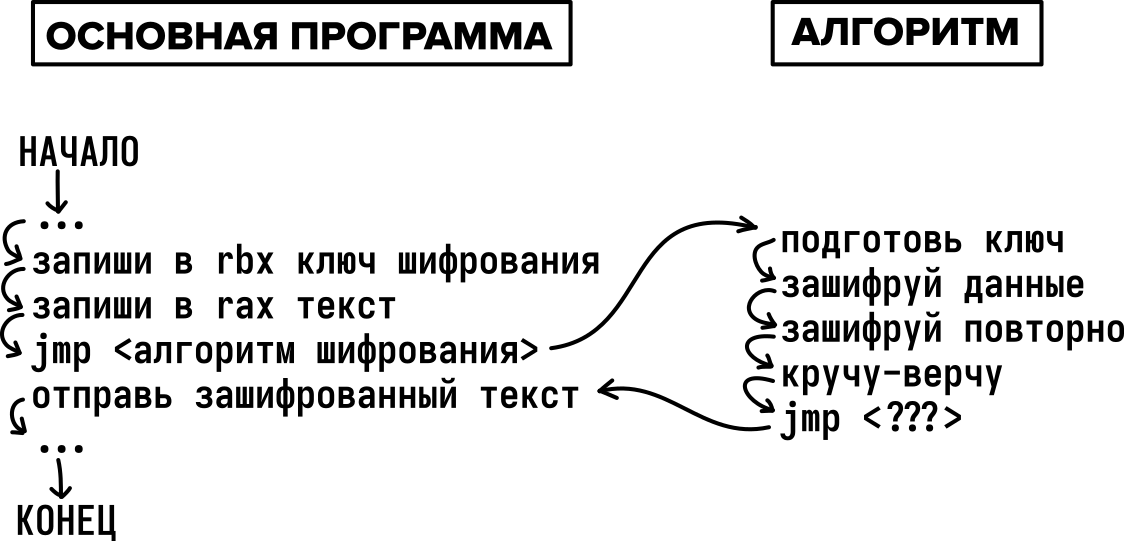 ОСНОВНАЯ ПРОГРАММА
НАЧАЛО
...
запиши в rbx ключ шифрования
запиши в rax текст
jmp <алгоритм шифрования>
отправь зашифрованный текст
...
КОНЕЦ
АЛГОРИТМ
подготовь ключ
зашифруй данные
зашифруй повторно
кручу-верчу
jmp <???>